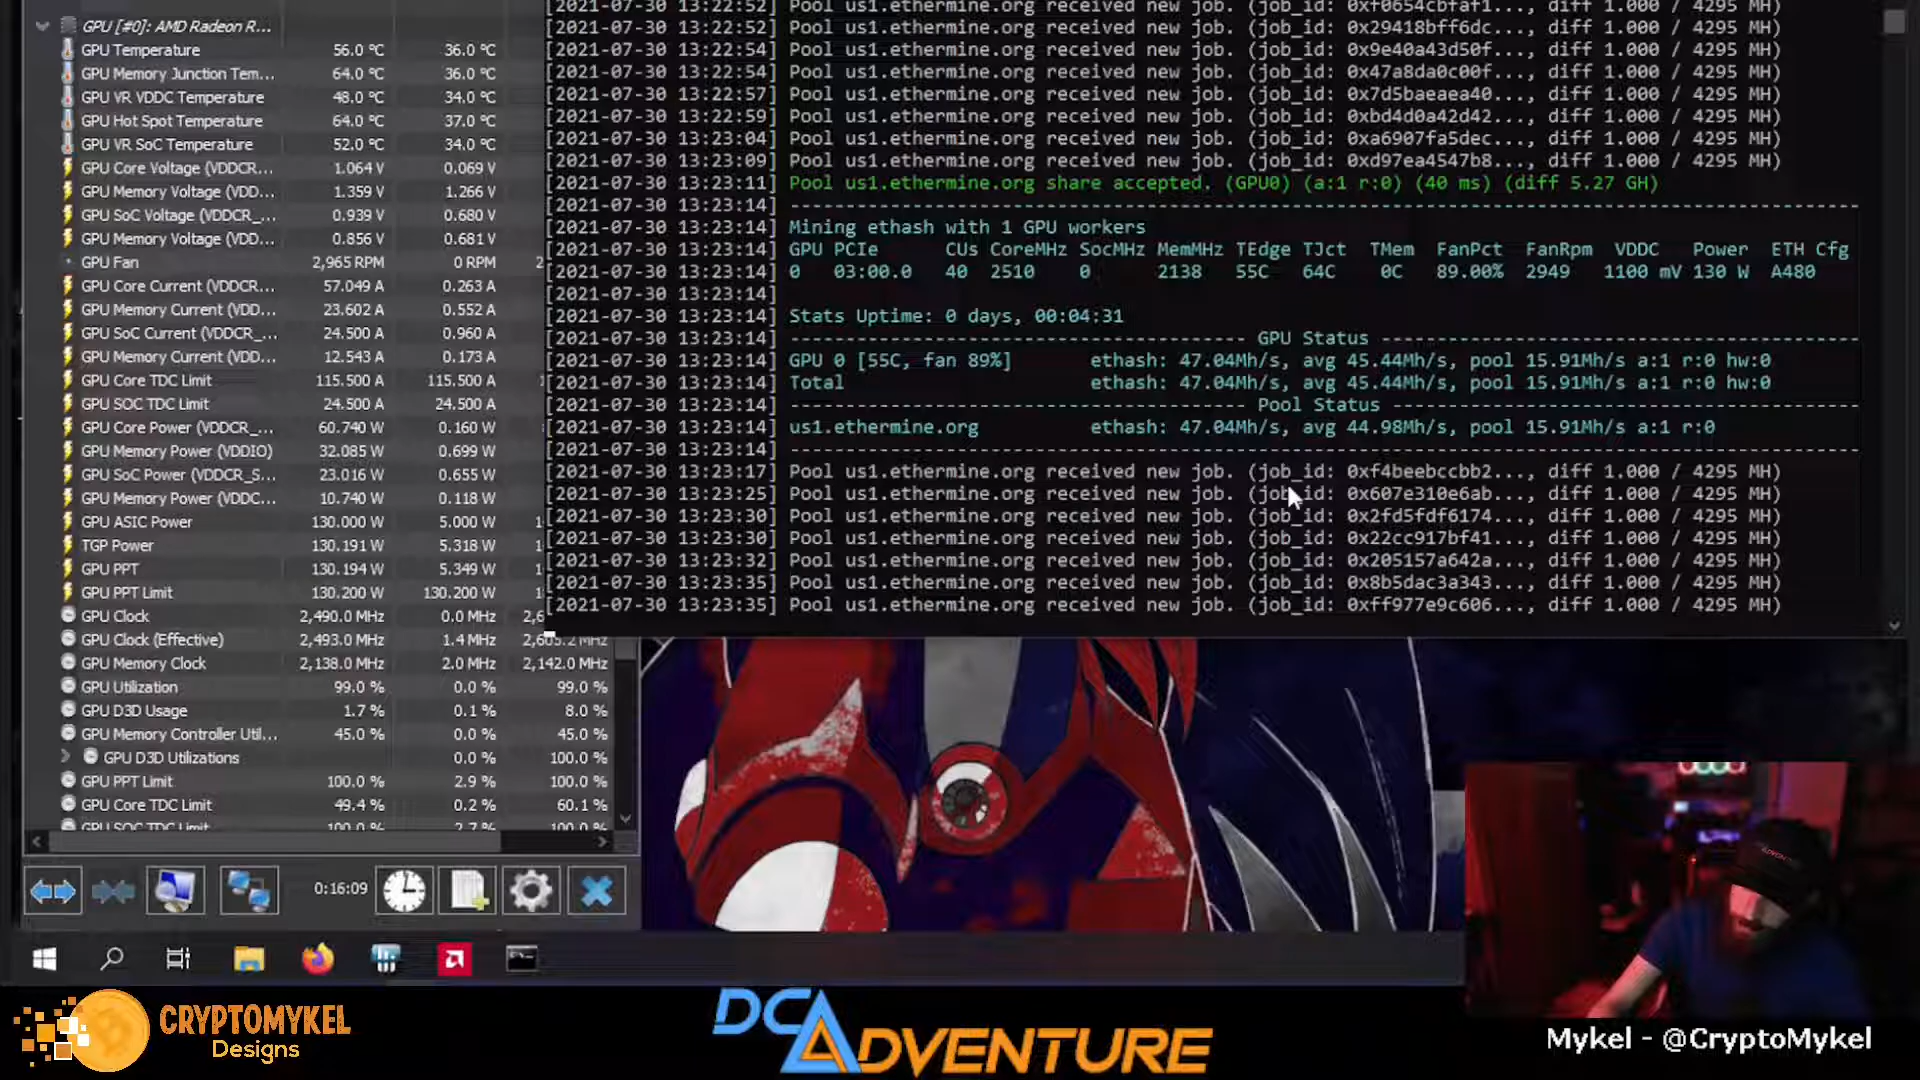 GPU [#0]: AMD Radeon R...
GPU Temperature 56.0 °C 36.0 °C
GPU Memory Junction Tem... 64.0 °C 36.0 °C
GPU VR VDDC Temperature 48.0 °C 34.0 °C
GPU Hot Spot Temperature 64.0 °C 37.0 °C
GPU VR SoC Temperature 52.0 °C 34.0 °C
GPU Core Voltage (VDDCR... 1.064 V 0.069 V
GPU Memory Voltage (VDD... 1.359 V 1.266 V
GPU SoC Voltage (VDDCR_... 0.939 V 0.680 V
GPU Memory Voltage (VDD... 0.856 V 0.681 V
GPU Fan 2,965 RPM 0 RPM 2
GPU Core Current (VDDCR... 57.049 A 0.263 A
GPU Memory Current (VDD... 23.602 A 0.552 A
GPU SoC Current (VDDCR_... 24.500 A 0.960 A
GPU Memory Current (VDD... 12.543 A 0.173 A
GPU Core TDC Limit 115.500 A 115.500 A
GPU SOC TDC Limit 24.500 A 24.500 A
GPU Core Power (VDDCR_... 60.740 W 0.160 W
GPU Memory Power (VDDIO) 32.085 W 0.699 W
GPU SoC Power (VDDCR_S... 23.016 W 0.655 W
GPU Memory Power (VDDC... 10.740 W 0.118 W
GPU ASIC Power 130.000 W 5.000 W
TGP Power 130.191 W 5.318 W
GPU PPT 130.194 W 5.349 W
GPU PPT Limit 130.200 W 130.200 W
GPU Clock 2,490.0 MHz 0.0 MHz 2,6
GPU Clock (Effective) 2,493.0 MHz 1.4 MHz 2,605.2 MHz
GPU Memory Clock 2,138.0 MHz 2.0 MHz 2,142.0 MHz
GPU Utilization 99.0 % 0.0 % 99.0 %
GPU D3D Usage 1.7 % 0.1 % 8.0 %
GPU Memory Controller Util... 45.0 % 0.0 % 45.0 %
GPU D3D Utilizations 0.0 % 100.0 %
GPU PPT Limit 100.0 % 2.9 % 100.0 %
GPU Core TDC Limit 49.4 % 0.2 % 60.1 %
GPU SOC TDC Limit 100.0 % 2.7 % 100.0 %
0:16:09
[2021-07-30 13:22:52] Pool us1.ethermine.org received new job. (job_id: 0xf0654cbfaf1..., diff 1.000 / 4295 MH)
[2021-07-30 13:22:52] Pool us1.ethermine.org received new job. (job_id: 0x29418bff6dc..., diff 1.000 / 4295 MH)
[2021-07-30 13:22:54] Pool us1.ethermine.org received new job. (job_id: 0x9e40a43d50f..., diff 1.000 / 4295 MH)
[2021-07-30 13:22:54] Pool us1.ethermine.org received new job. (job_id: 0x47a8da0c00f..., diff 1.000 / 4295 MH)
[2021-07-30 13:22:57] Pool us1.ethermine.org received new job. (job_id: 0x7d5baeaea40..., diff 1.000 / 4295 MH)
[2021-07-30 13:22:59] Pool us1.ethermine.org received new job. (job_id: 0xbd4d0a42d42..., diff 1.000 / 4295 MH)
[2021-07-30 13:23:04] Pool us1.ethermine.org received new job. (job_id: 0xa6907fa5dec..., diff 1.000 / 4295 MH)
[2021-07-30 13:23:09] Pool us1.ethermine.org received new job. (job_id: 0xd97ea4547b8..., diff 1.000 / 4295 MH)
[2021-07-30 13:23:11] Pool us1.ethermine.org share accepted. (GPU0) (a:1 r:0) (40 ms) (diff 5.27 GH)
[2021-07-30 13:23:14] ----------
[2021-07-30 13:23:14] Mining ethash with 1 GPU workers
[2021-07-30 13:23:14] GPU PCIe CUs CoreMHz SocMHz MemMHz TEdge TJct TMem FanPct FanRpm VDDC Power ETH Cfg
[2021-07-30 13:23:14] 0 03:00.0 40 2510 0 2138 55C 64C 0C 89.00% 2949 1100 mV 130 W A480
[2021-07-30 13:23:14]
[2021-07-30 13:23:14] Stats Uptime: 0 days, 00:04:31
[2021-07-30 13:23:14] ---------- GPU Status ----------
[2021-07-30 13:23:14] GPU 0 [55C, fan 89%] ethash: 47.04Mh/s, avg 45.44Mh/s, pool 15.91Mh/s a:1 r:0 hw:0
[2021-07-30 13:23:14] Total ethash: 47.04Mh/s, avg 45.44Mh/s, pool 15.91Mh/s a:1 r:0 hw:0
[2021-07-30 13:23:14] ---------- Pool Status ----------
[2021-07-30 13:23:14] us1.ethermine.org ethash: 47.04Mh/s, avg 44.98Mh/s, pool 15.91Mh/s a:1 r:0
[2021-07-30 13:23:14] ----------
[2021-07-30 13:23:17] Pool us1.ethermine.org received new job. (job_id: 0xf4beebccbb2..., diff 1.000 / 4295 MH)
[2021-07-30 13:23:25] Pool us1.ethermine.org received new job. (job_id: 0x607e310e6ab..., diff 1.000 / 4295 MH)
[2021-07-30 13:23:30] Pool us1.ethermine.org received new job. (job_id: 0x2fd5fdf6174..., diff 1.000 / 4295 MH)
[2021-07-30 13:23:30] Pool us1.ethermine.org received new job. (job_id: 0x22cc917bf41..., diff 1.000 / 4295 MH)
[2021-07-30 13:23:32] Pool us1.ethermine.org received new job. (job_id: 0x205157a642a..., diff 1.000 / 4295 MH)
[2021-07-30 13:23:35] Pool us1.ethermine.org received new job. (job_id: 0x8b5dac3a343..., diff 1.000 / 4295 MH)
[2021-07-30 13:23:35] Pool us1.ethermine.org received new job. (job_id: 0xff977e9c606..., diff 1.000 / 4295 MH)
CRYPTOMYKEL
Designs
DCADVENTURE
Mykel - @CryptoMykel